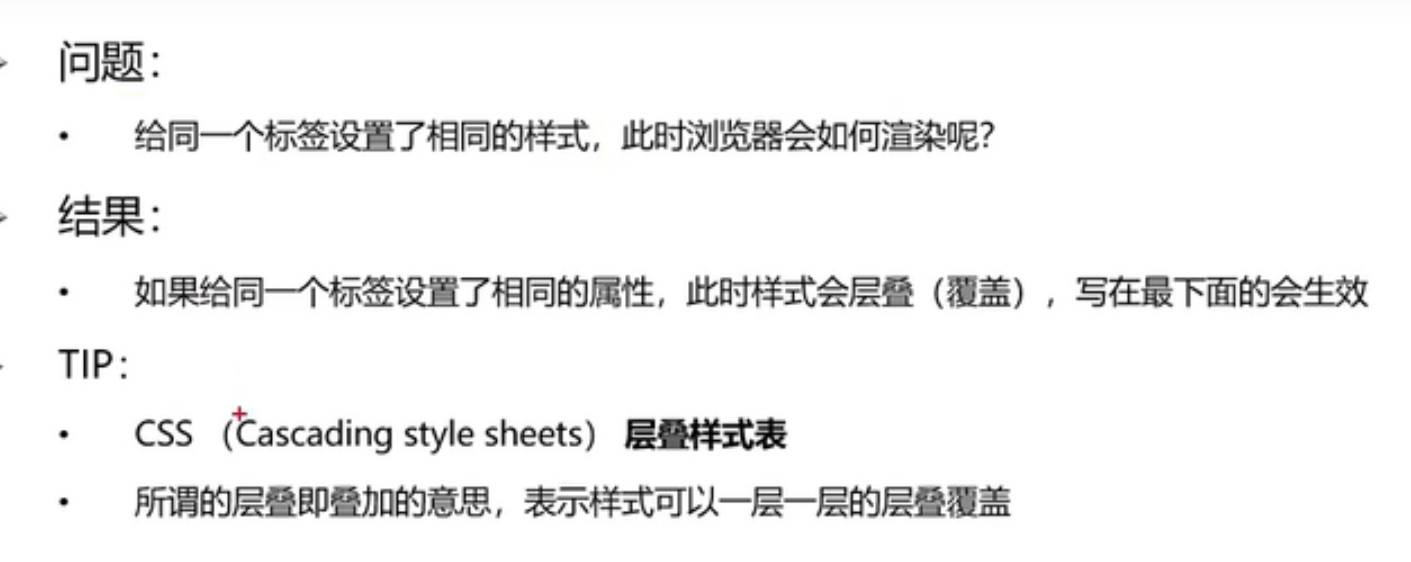 问题：
• 给同一个标签设置了相同的样式，此时浏览器会如何渲染呢？
结果：
• 如果给同一个标签设置了相同的属性，此时样式会层叠（覆盖），写在最下面的会生效
TIP：
• CSS （Cascading style sheets） 层叠样式表
• 所谓的层叠即叠加的意思，表示样式可以一层一层的层叠覆盖